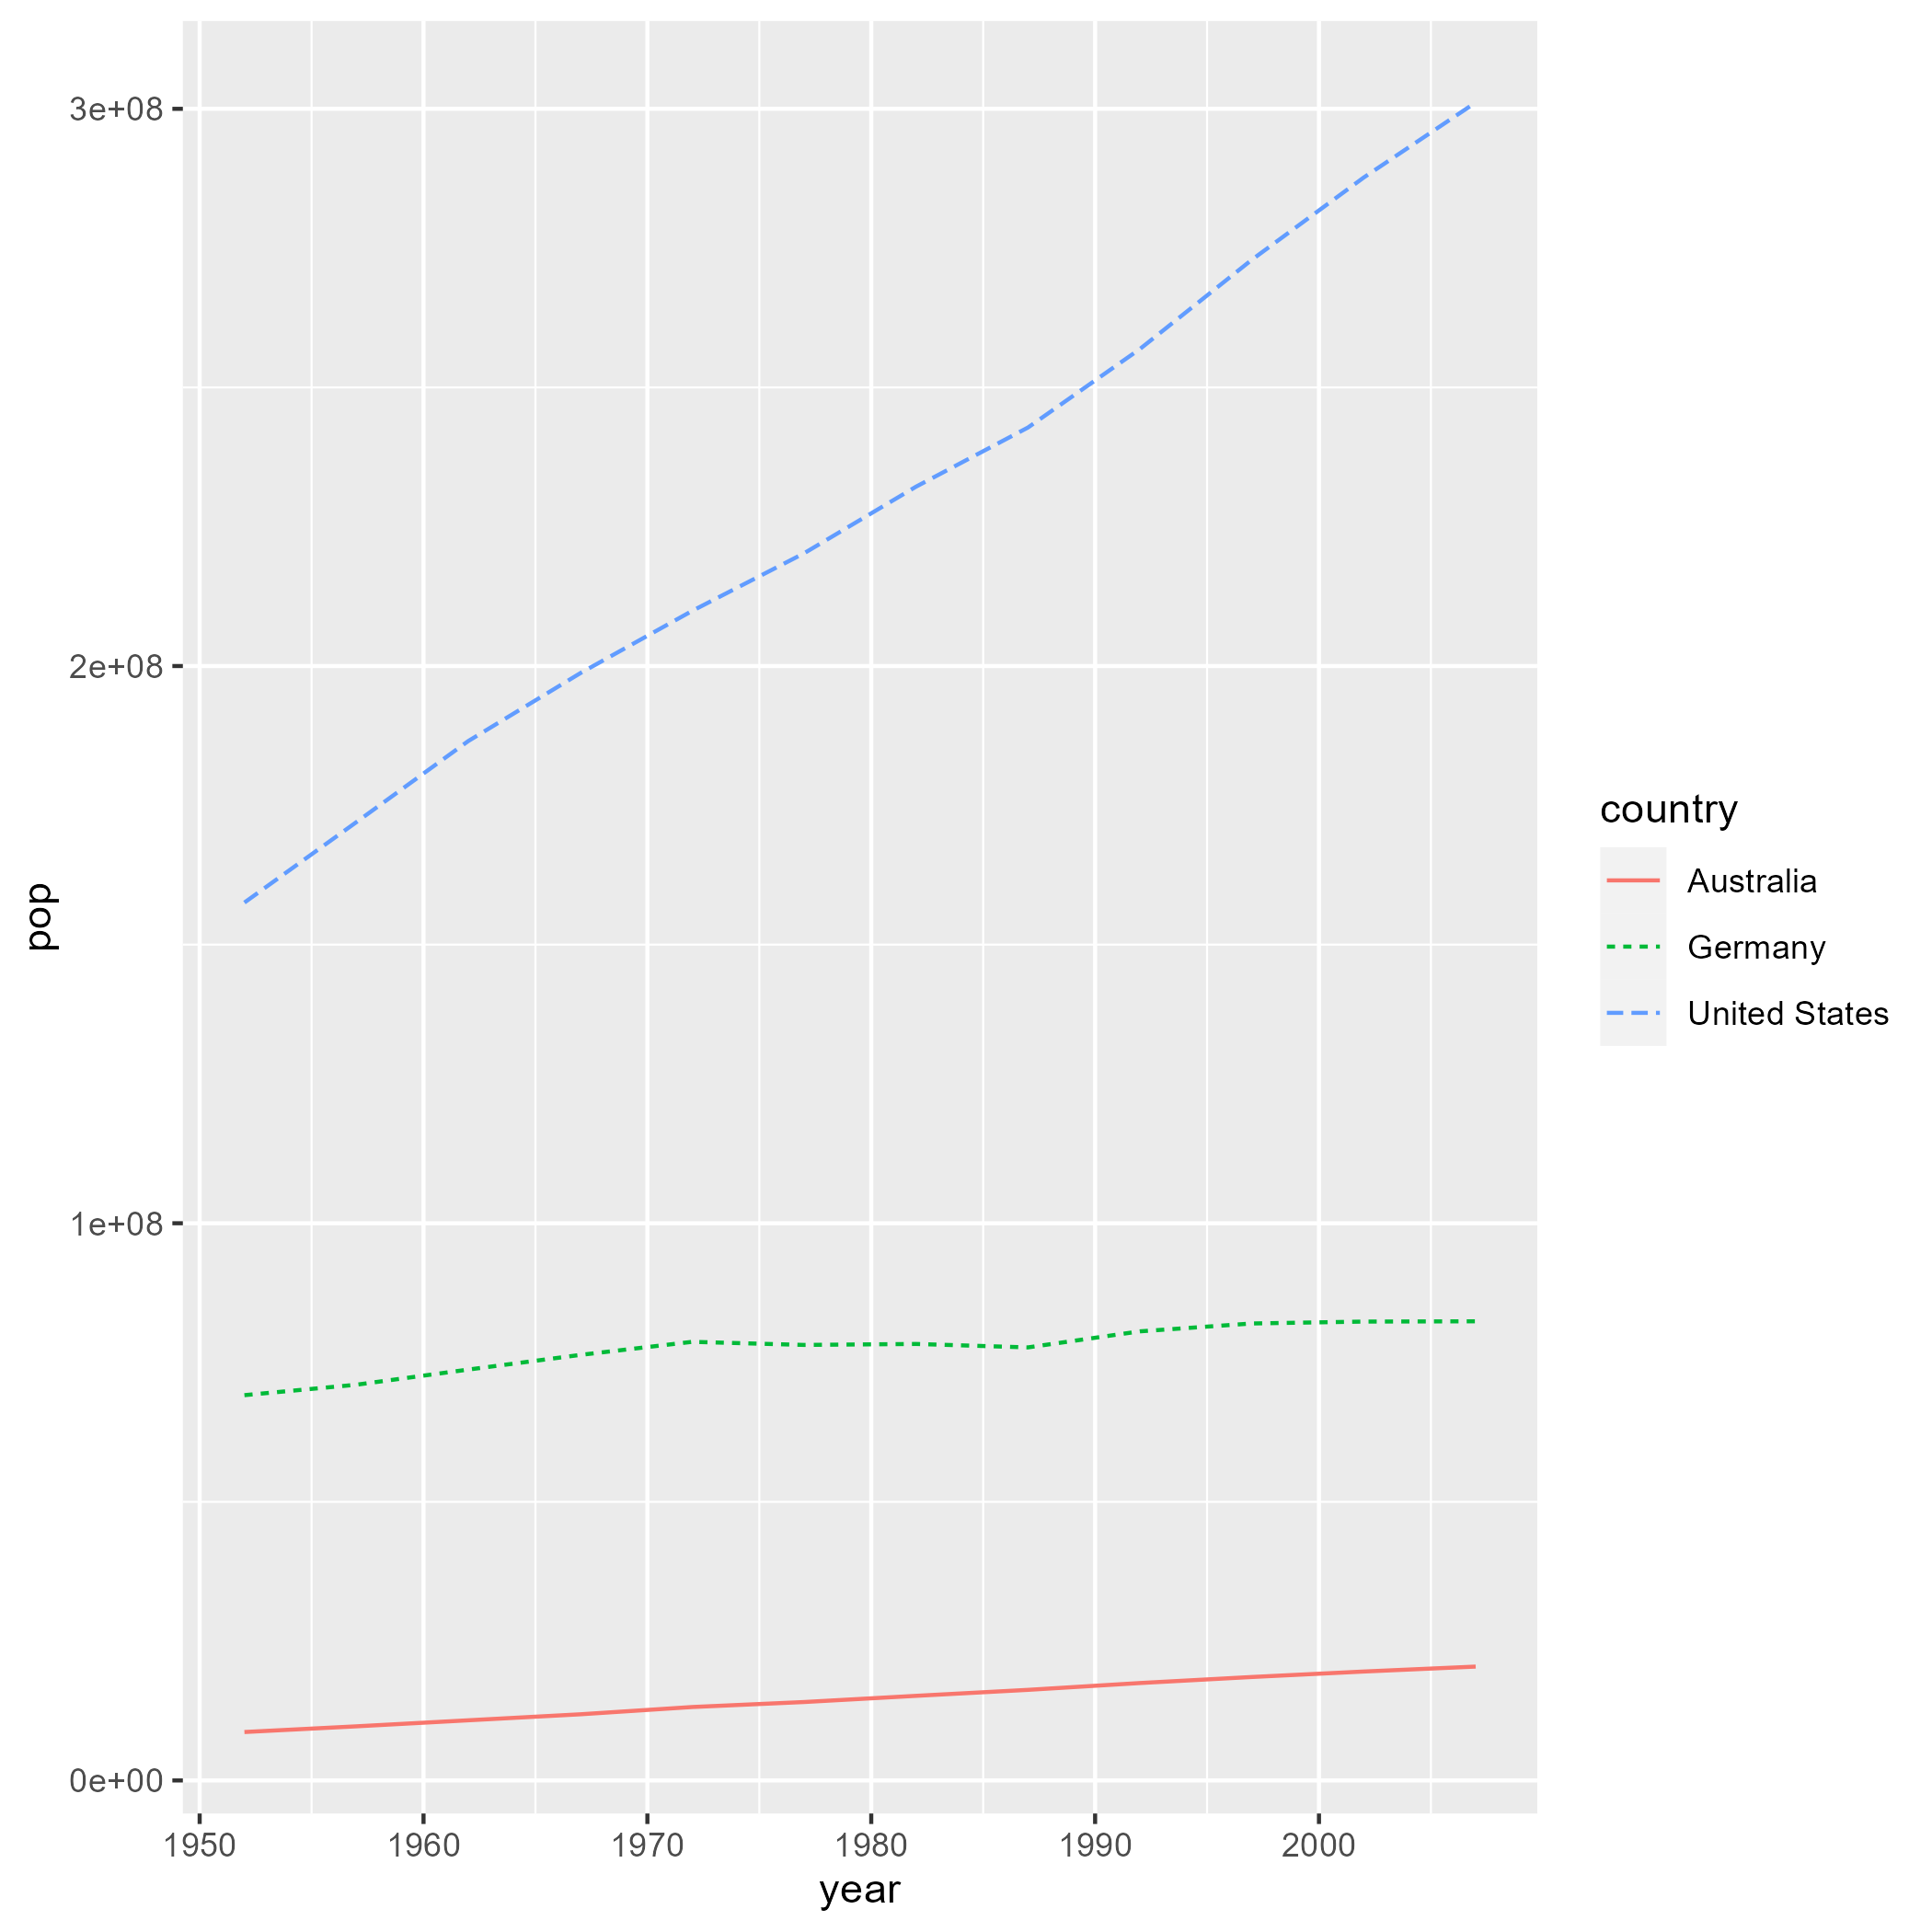 3e+08
2e+08
1e+08
0e+00
pop
1950 1960 1970 1980 1990 2000
year
country
Australia
Germany
United States